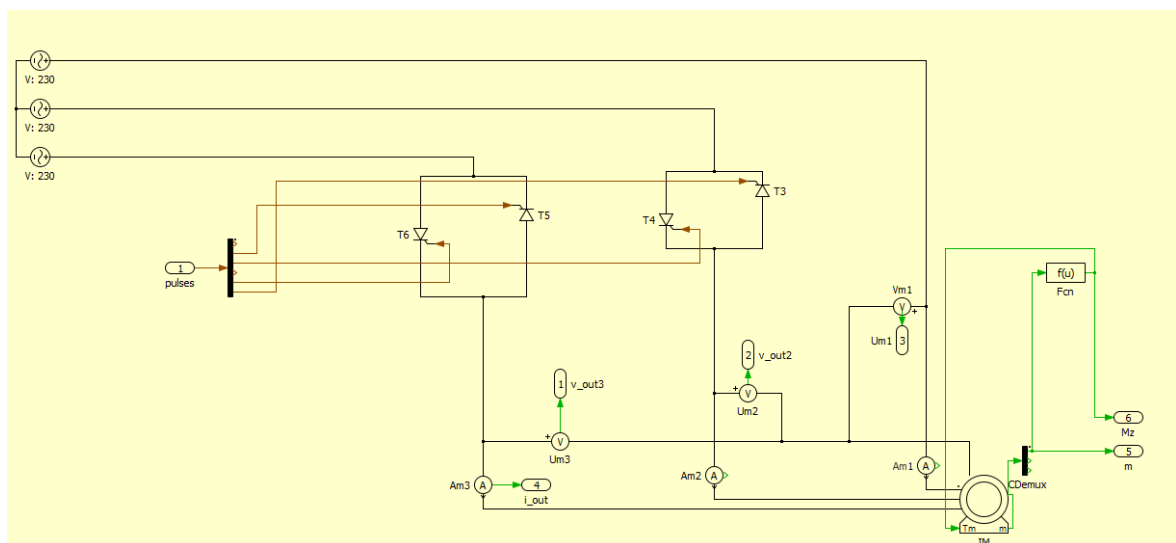 V: 230
V: 230
V: 230
T3
T5
T4
T6
1
pulses
f(u)
Fcn
Vm1
V
+
Um1
3
2
v_out2
1
v_out3
+
V
Um2
6
Mz
+
V
Um3
5
m
Am1
A
Am2
A
CDemux
Am3
A
4
i_out
Tm
m